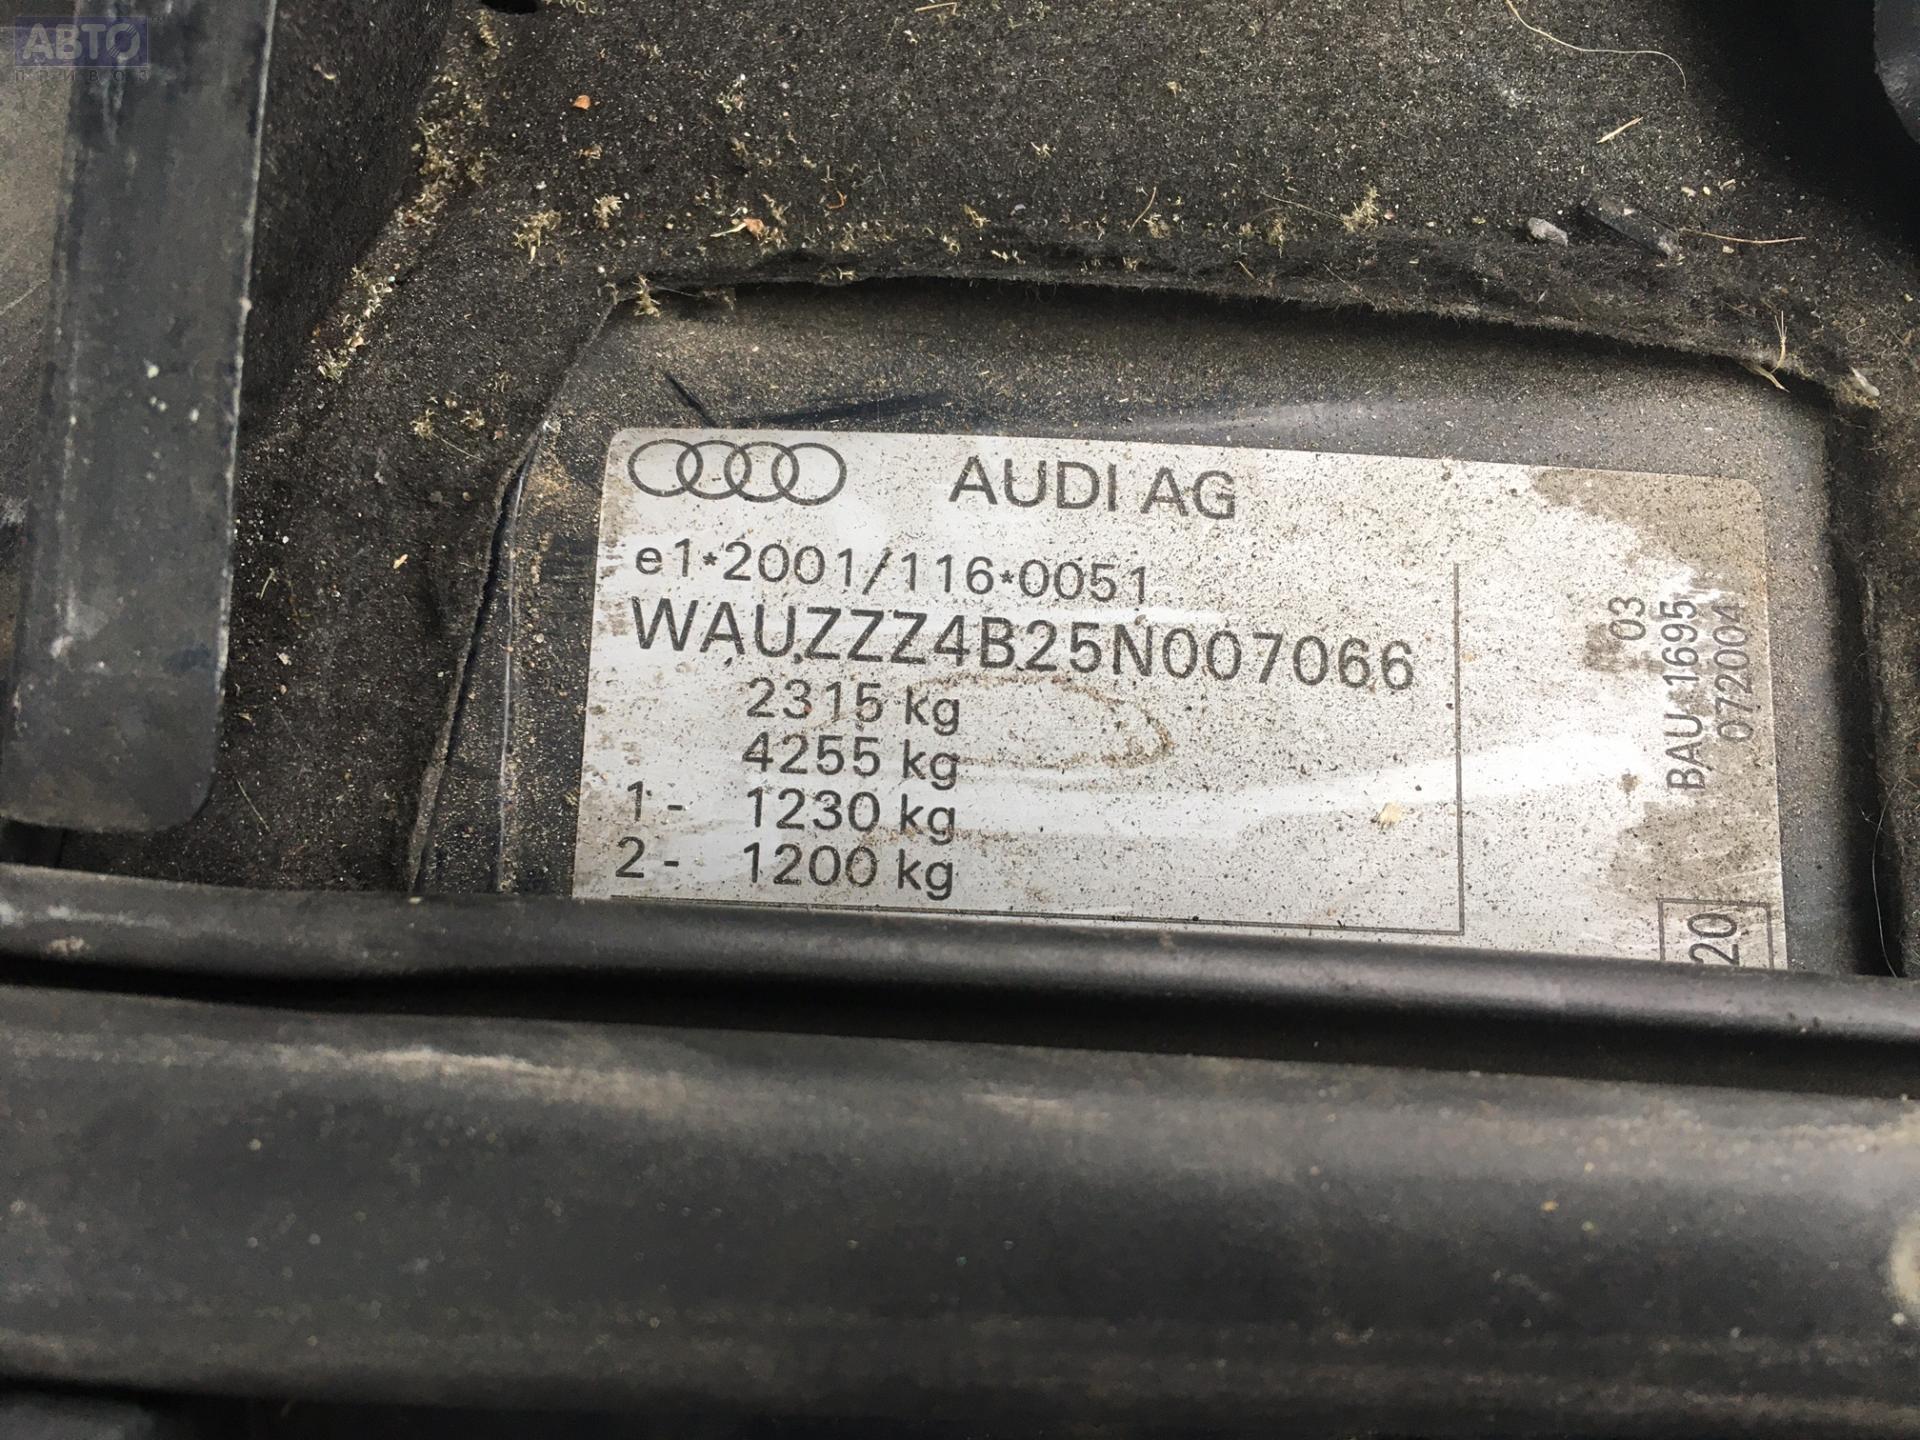 АВТО
ПРИВОЗ
AUDI AG
e1*2001/116*0051
WAUZZZ4B25N007066
2315 kg
4255 kg
1- 1230 kg
2- 1200 kg
03
BAU 1695
072004
20